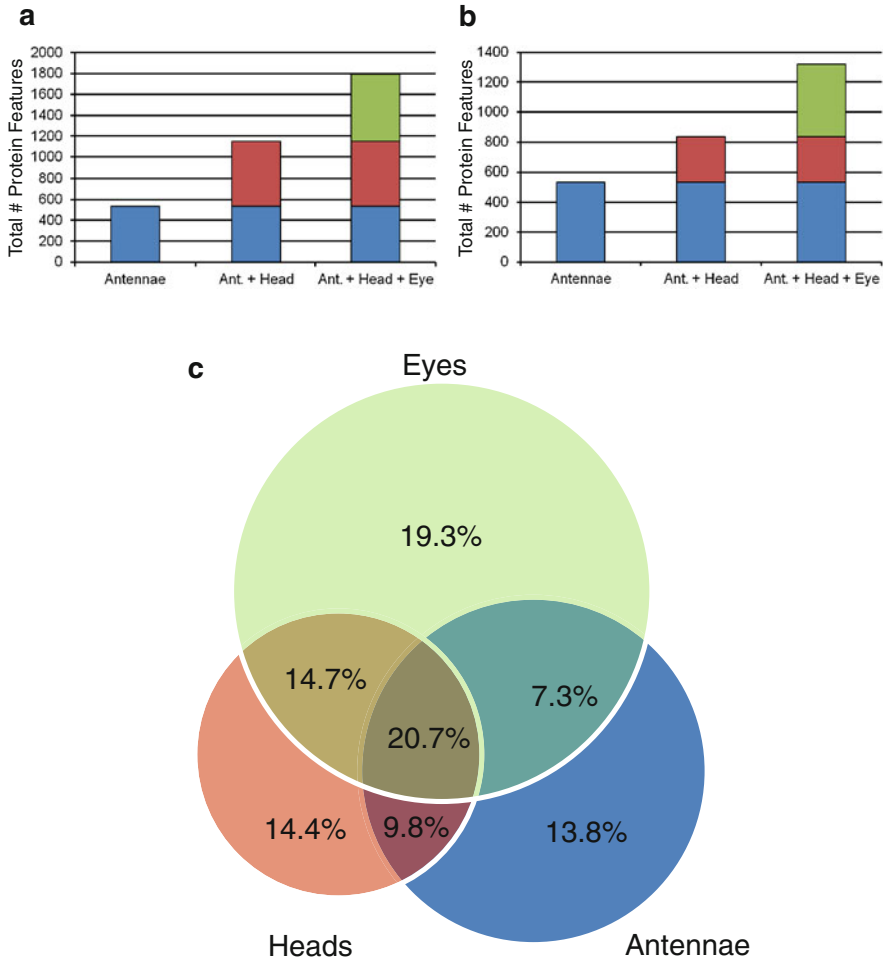 a
Total # Protein Features
2000
1800
1600
1400
1200
1000
800
600
400
200
0
Antennae
Ant. + Head
Ant. + Head + Eye
b
Total # Protein Features
1400
1200
1000
800
600
400
200
0
Antennae
Ant. + Head
Ant. + Head + Eye
c
Eyes
19.3%
14.7%
7.3%
20.7%
14.4%
9.8%
13.8%
Heads
Antennae